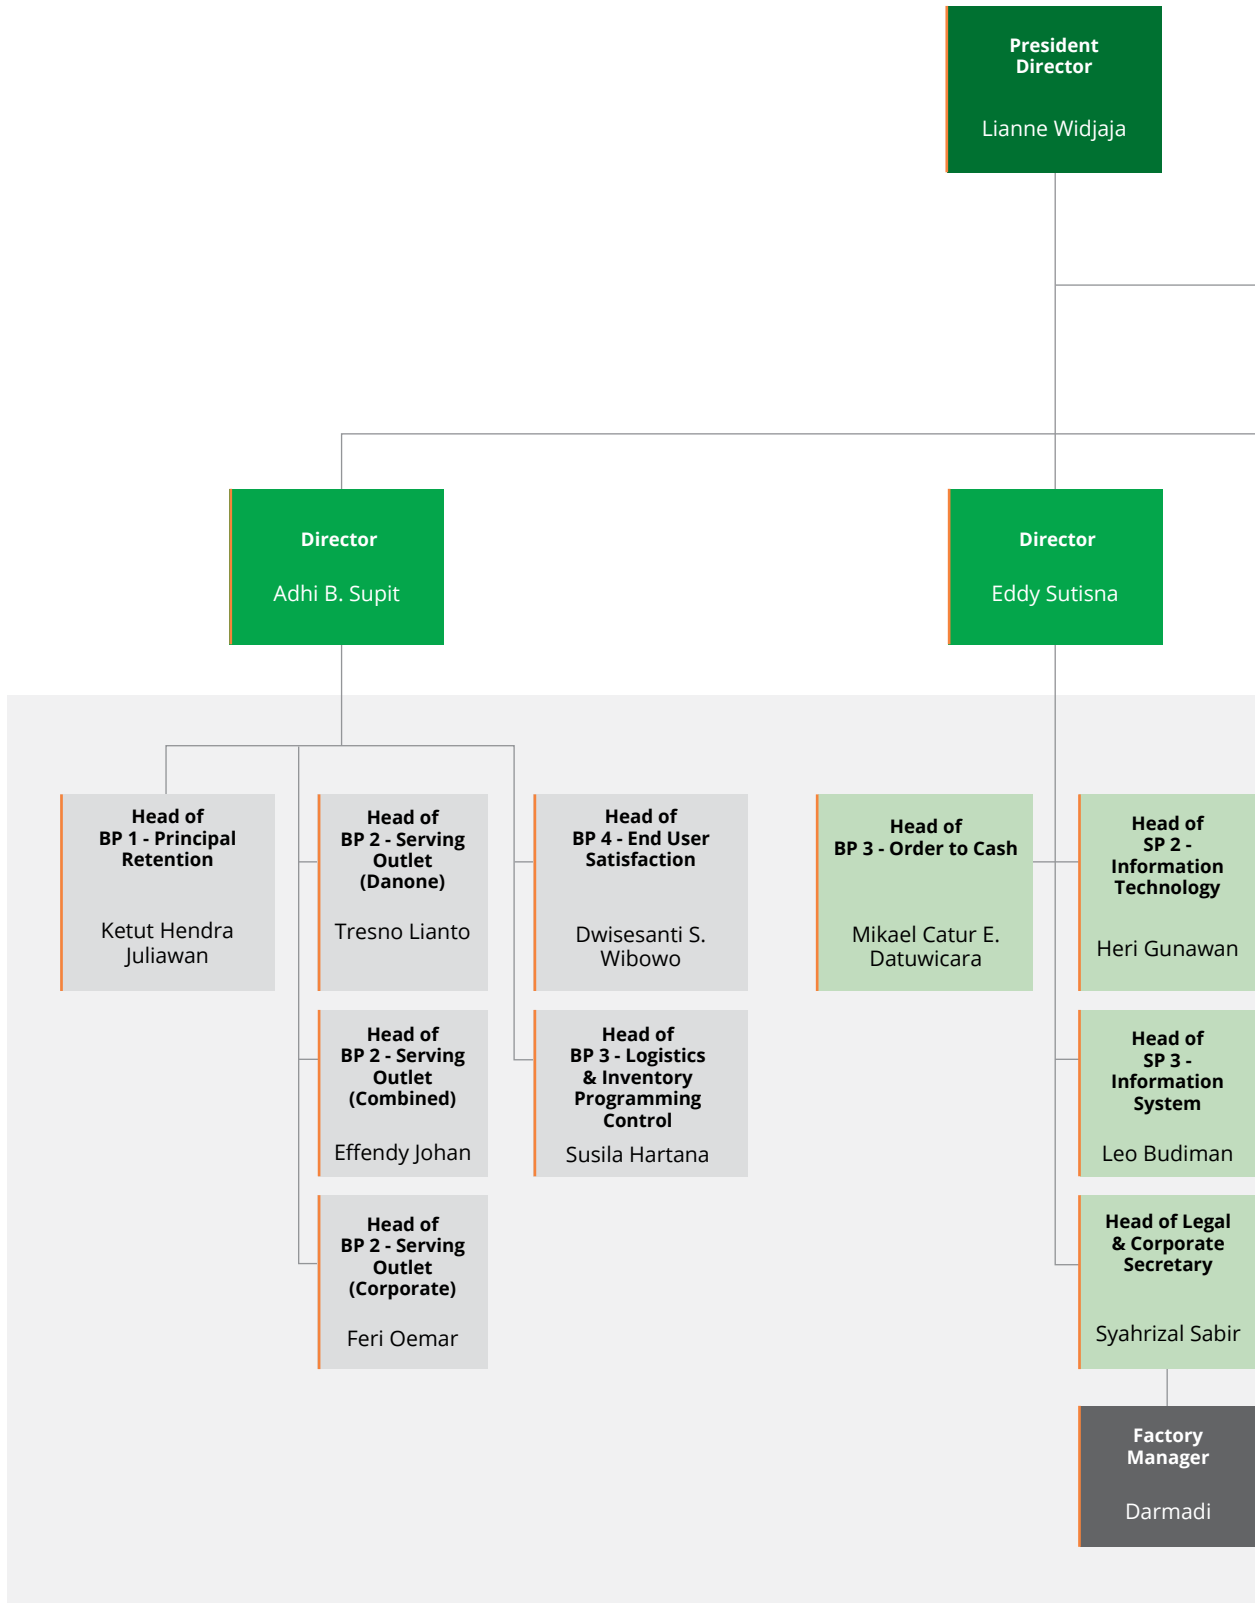 President
Director
Lianne Widjaja
Director
Adhi B. Supit
Director
Eddy Sutisna
Head of
BP 1 - Principal
Retention
Ketut Hendra
Juliawan
Head of
BP 2 - Serving
Outlet
(Danone)
Tresno Lianto
Head of
BP 4 - End User
Satisfaction
Dwisesanti S.
Wibowo
Head of
BP 3 - Order to Cash
Mikael Catur E.
Datuwicara
Head of
SP 2 -
Information
Technology
Heri Gunawan
Head of
BP 2 - Serving
Outlet
(Combined)
Effendy Johan
Head of
BP 3 - Logistics
& Inventory
Programming
Control
Susila Hartana
Head of
SP 3 -
Information
System
Leo Budiman
Head of
BP 2 - Serving
Outlet
(Corporate)
Feri Oemar
Head of Legal
& Corporate
Secretary
Syahrizal Sabir
Factory
Manager
Darmadi